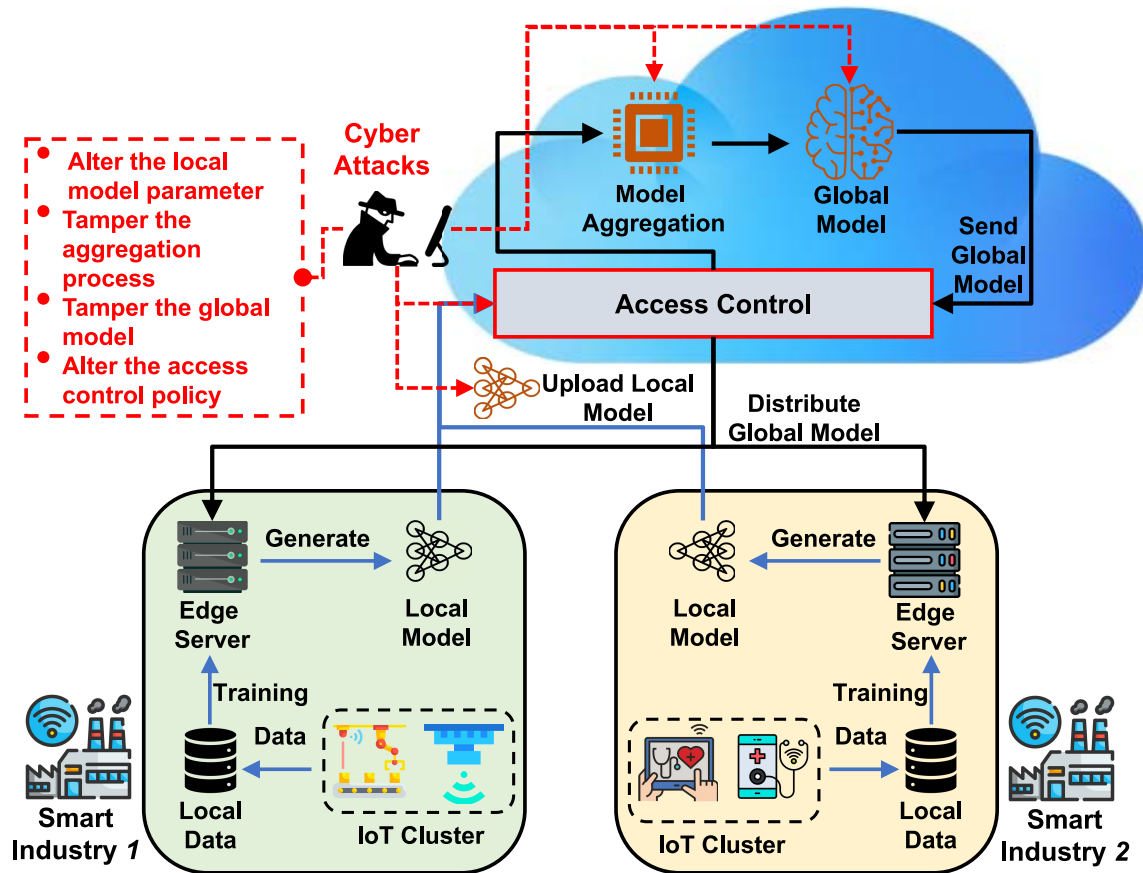 Cyber
Attacks
• Alter the local
model parameter
• Tamper the
aggregation
process
• Tamper the global
model
• Alter the access
control policy
Model
Aggregation
Global
Model
Send
Global
Model
Access Control
Upload Local
Model
Distribute
Global Model
Generate
Edge
Server
Local
Model
Training
Data
Local
Data
IoT Cluster
Smart
Industry 1
Generate
Local
Model
Edge
Server
Training
Data
IoT Cluster
Local
Data
Smart
Industry 2